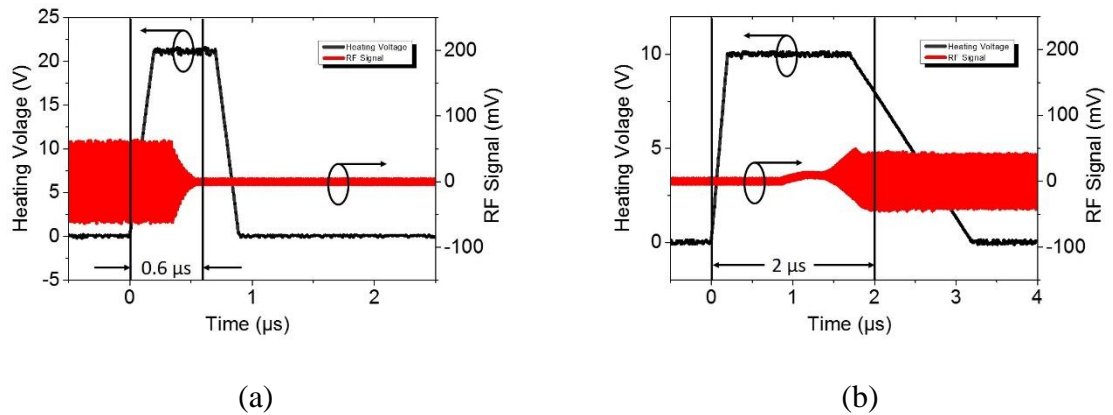 25
20
15
10
5
0
-5
Heating Volage (V)
Heating Voltage
RF Signal
200
100
0
-100
RF Signal (mV)
0.6 µs
0
1
2
Time (µs)
(a)
10
5
0
Heating Volage (V)
Heating Voltage
RF Signal
200
100
0
-100
RF Signal (mV)
2 µs
0
1
2
3
4
Time (µs)
(b)